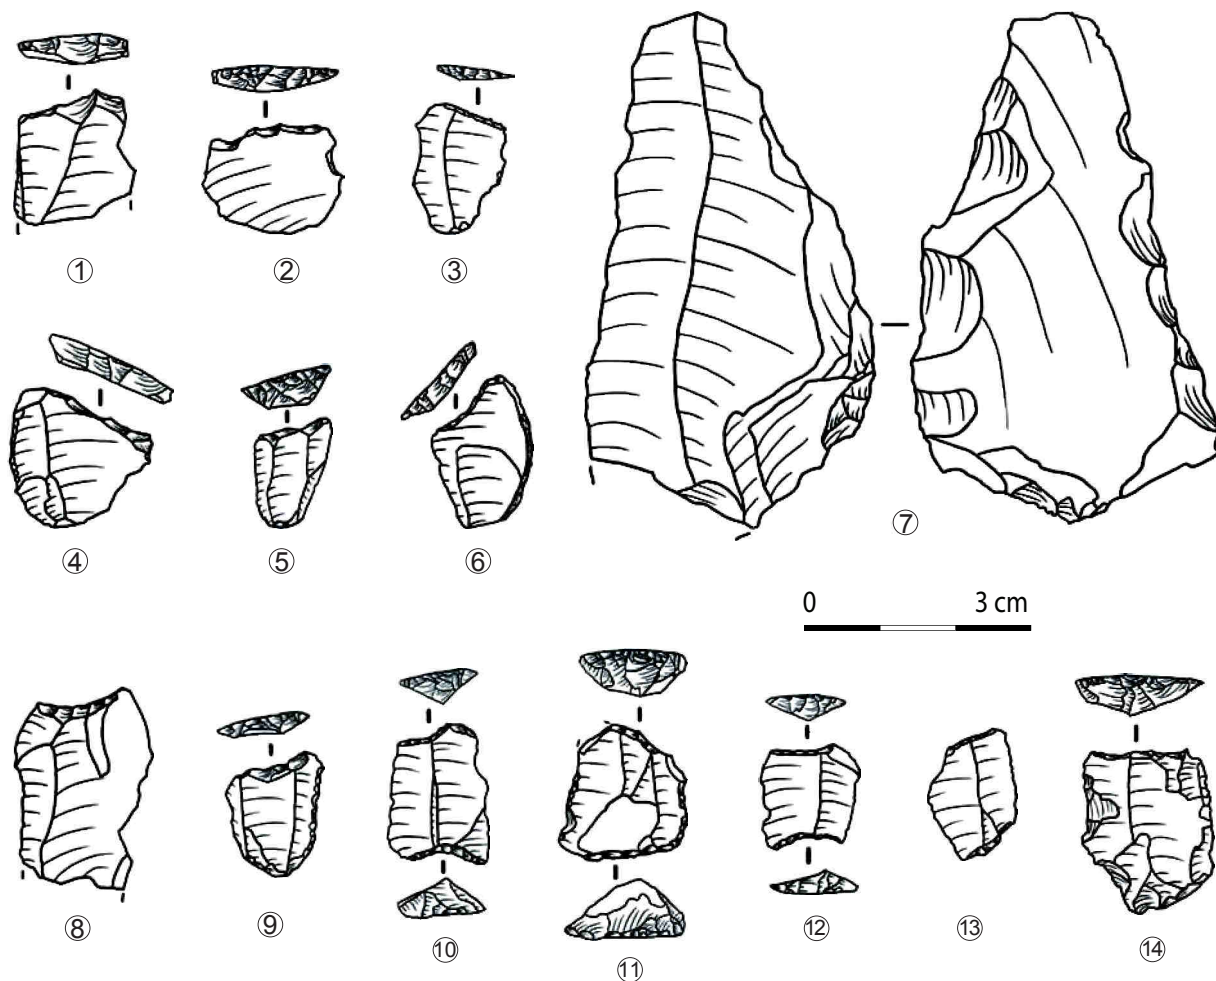 ① ② ③
④ ⑤ ⑥ ⑦
0 3 cm
⑧ ⑨ ⑩ ⑪ ⑫ ⑬ ⑭